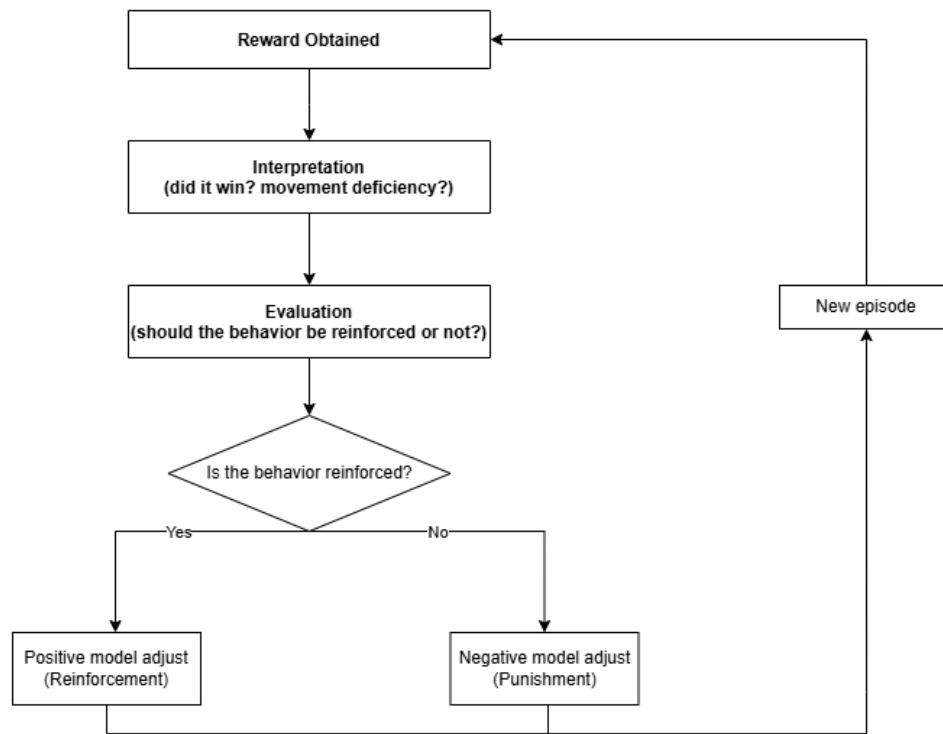 Reward Obtained
Interpretation
(did it win? movement deficiency?)
Evaluation
(should the behavior be reinforced or not?)
New episode
Is the behavior reinforced?
Yes
No
Positive model adjust
(Reinforcement)
Negative model adjust
(Punishment)